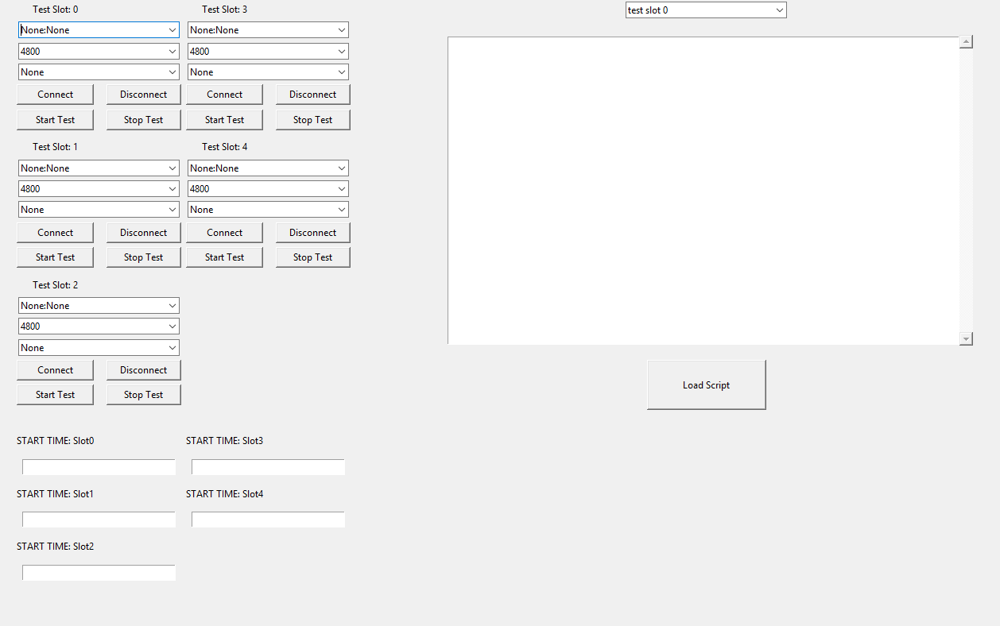 Test Slot: 0 Test Slot: 3 test slot 0
None:None None:None
4800 4800
None None
Connect Disconnect Connect Disconnect
Start Test Stop Test Start Test Stop Test
Test Slot: 1 Test Slot: 4
None:None None:None
4800 4800
None None
Connect Disconnect Connect Disconnect
Start Test Stop Test Start Test Stop Test
Test Slot: 2
None:None
4800
None
Connect Disconnect
Start Test Stop Test
Load Script
START TIME: Slot0 START TIME: Slot3
START TIME: Slot1 START TIME: Slot4
START TIME: Slot2